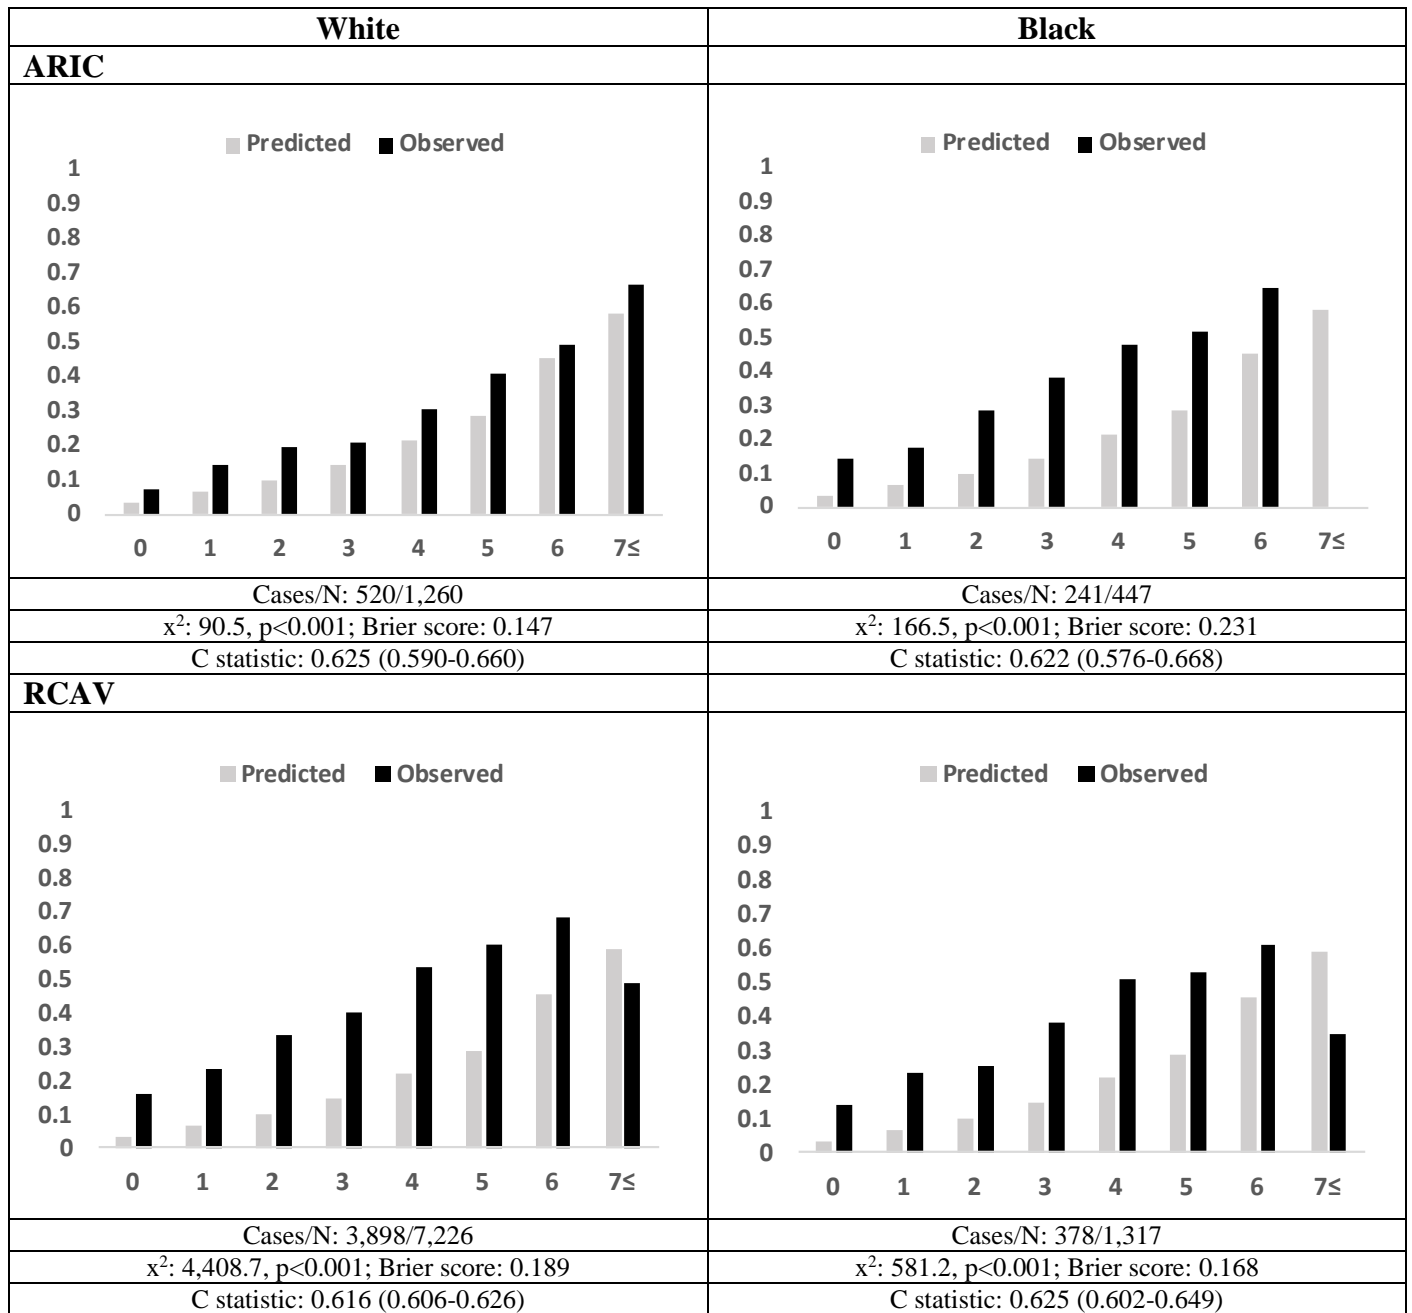 White Black
ARIC
Predicted Observed Predicted Observed
1 1
0.9 0.9
0.8 0.8
0.7 0.7
0.6 0.6
0.5 0.5
0.4 0.4
0.3 0.3
0.2 0.2
0.1 0.1
0 0
0 1 2 3 4 5 6 7≤ 0 1 2 3 4 5 6 7≤
Cases/N: 520/1,260 Cases/N: 241/447
x²: 90.5, p<0.001; Brier score: 0.147 x²: 166.5, p<0.001; Brier score: 0.231
C statistic: 0.625 (0.590-0.660) C statistic: 0.622 (0.576-0.668)
RCAV
Predicted Observed Predicted Observed
1 1
0.9 0.9
0.8 0.8
0.7 0.7
0.6 0.6
0.5 0.5
0.4 0.4
0.3 0.3
0.2 0.2
0.1 0.1
0 0
0 1 2 3 4 5 6 7≤ 0 1 2 3 4 5 6 7≤
Cases/N: 3,898/7,226 Cases/N: 378/1,317
x²: 4,408.7, p<0.001; Brier score: 0.189 x²: 581.2, p<0.001; Brier score: 0.168
C statistic: 0.616 (0.606-0.626) C statistic: 0.625 (0.602-0.649)